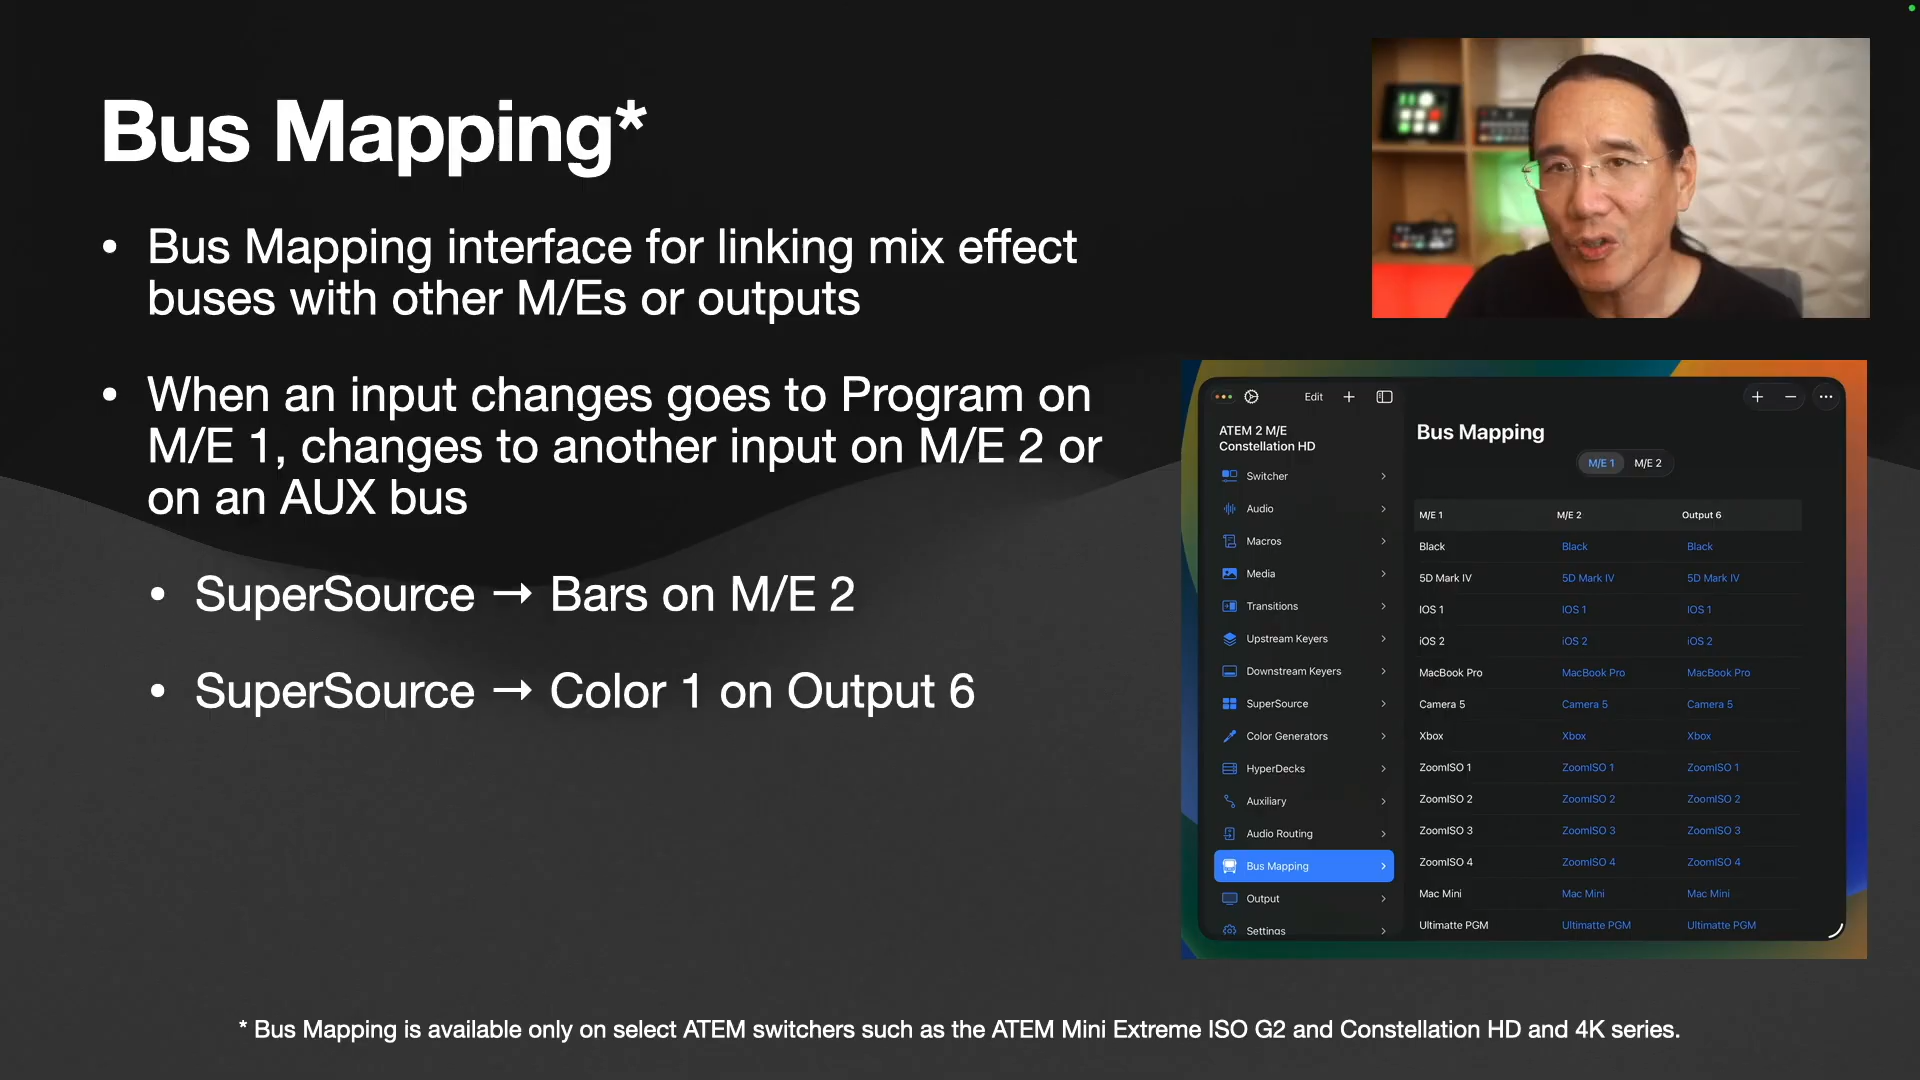 Bus Mapping*
• Bus Mapping interface for linking mix effect
buses with other M/Es or outputs
• When an input changes goes to Program on
M/E 1, changes to another input on M/E 2 or
on an AUX bus
• SuperSource → Bars on M/E 2
• SuperSource → Color 1 on Output 6
Edit
ATEM 2 M/E
Constellation HD
Switcher
Audio
Macros
Media
Transitions
Upstream Keyers
Downstream Keyers
SuperSource
Color Generators
HyperDecks
Auxiliary
Audio Routing
Bus Mapping
Output
Settings
Bus Mapping
M/E 1 M/E 2
M/E 1 M/E 2 Output 6
Black Black Black
5D Mark IV 5D Mark IV 5D Mark IV
IOS 1 IOS 1 IOS 1
iOS 2 iOS 2 iOS 2
MacBook Pro MacBook Pro MacBook Pro
Camera 5 Camera 5 Camera 5
Xbox Xbox Xbox
ZoomISO 1 ZoomISO 1 ZoomISO 1
ZoomISO 2 ZoomISO 2 ZoomISO 2
ZoomISO 3 ZoomISO 3 ZoomISO 3
ZoomISO 4 ZoomISO 4 ZoomISO 4
Mac Mini Mac Mini Mac Mini
Ultimatte PGM Ultimatte PGM Ultimatte PGM
* Bus Mapping is available only on select ATEM switchers such as the ATEM Mini Extreme ISO G2 and Constellation HD and 4K series.